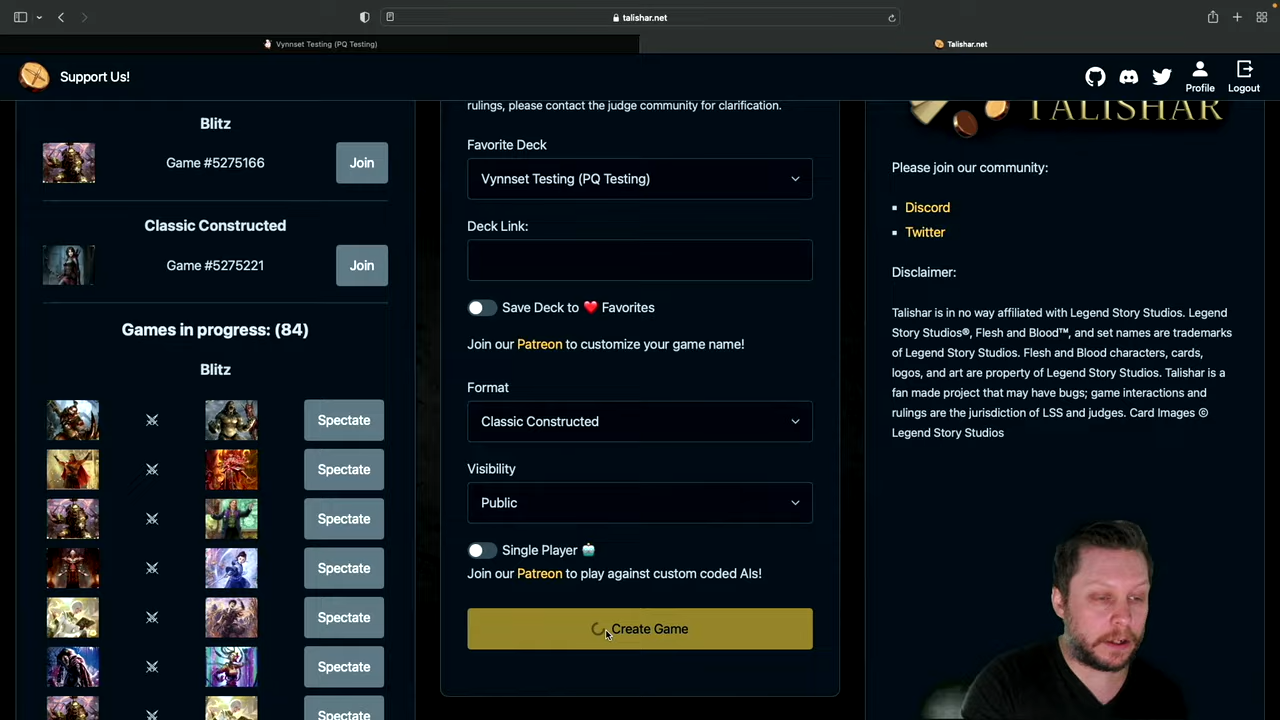 talishar.net
Vynnset Testing (PQ Testing)
Talishar.net
Support Us!
Profile
Logout
Blitz
Game #5275166
Join
Classic Constructed
Game #5275221
Join
Games in progress: (84)
Blitz
Spectate
Spectate
Spectate
Spectate
Spectate
Spectate
Spectate
rulings, please contact the judge community for clarification.
Favorite Deck
Vynnset Testing (PQ Testing)
Deck Link:
Save Deck to ❤️ Favorites
Join our Patreon to customize your game name!
Format
Classic Constructed
Visibility
Public
Single Player 🤖
Join our Patreon to play against custom coded AIs!
Create Game
TALISHAR
Please join our community:
Discord
Twitter
Disclaimer:
Talishar is in no way affiliated with Legend Story Studios. Legend
Story Studios®, Flesh and Blood™, and set names are trademarks
of Legend Story Studios. Flesh and Blood characters, cards,
logos, and art are property of Legend Story Studios. Talishar is a
fan made project that may have bugs; game interactions and
rulings are the jurisdiction of LSS and judges. Card Images ©
Legend Story Studios